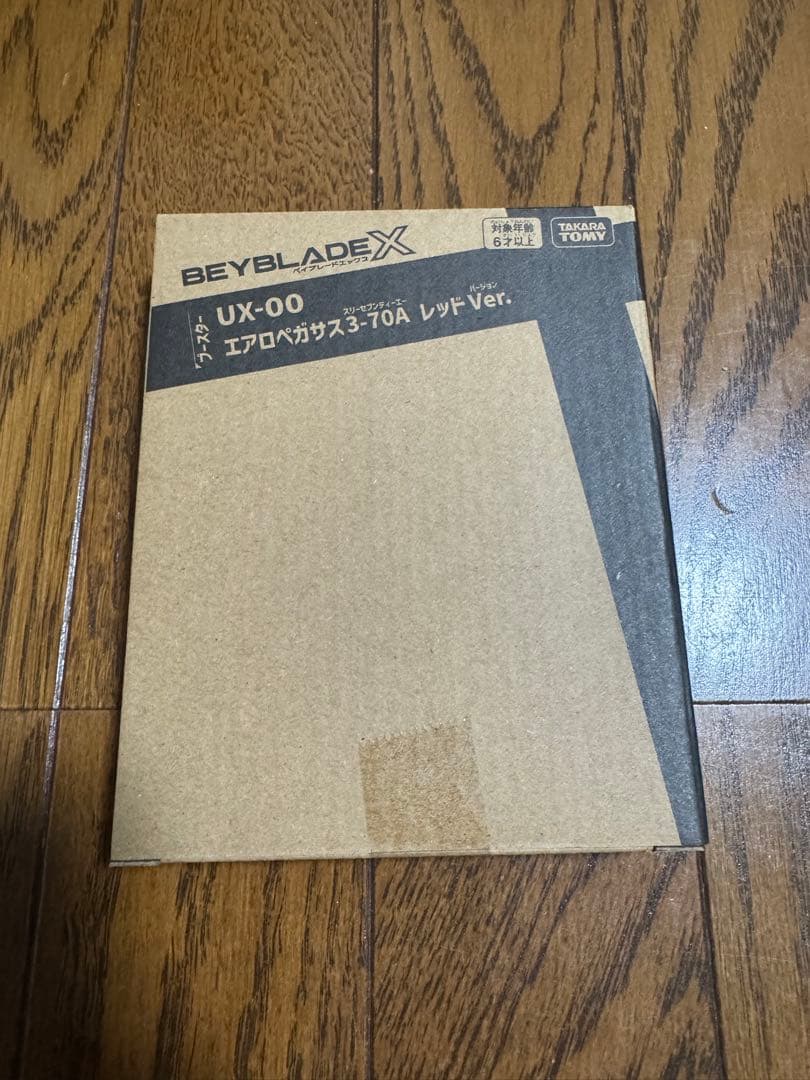 BEYBLADE X
ベイブレードエックス
対象年齢
6才以上
TAKARA
TOMY
ブースター
UX-00
スリーセブンティーエー
バージョン
エアロペガサス3-70A レッドVer.